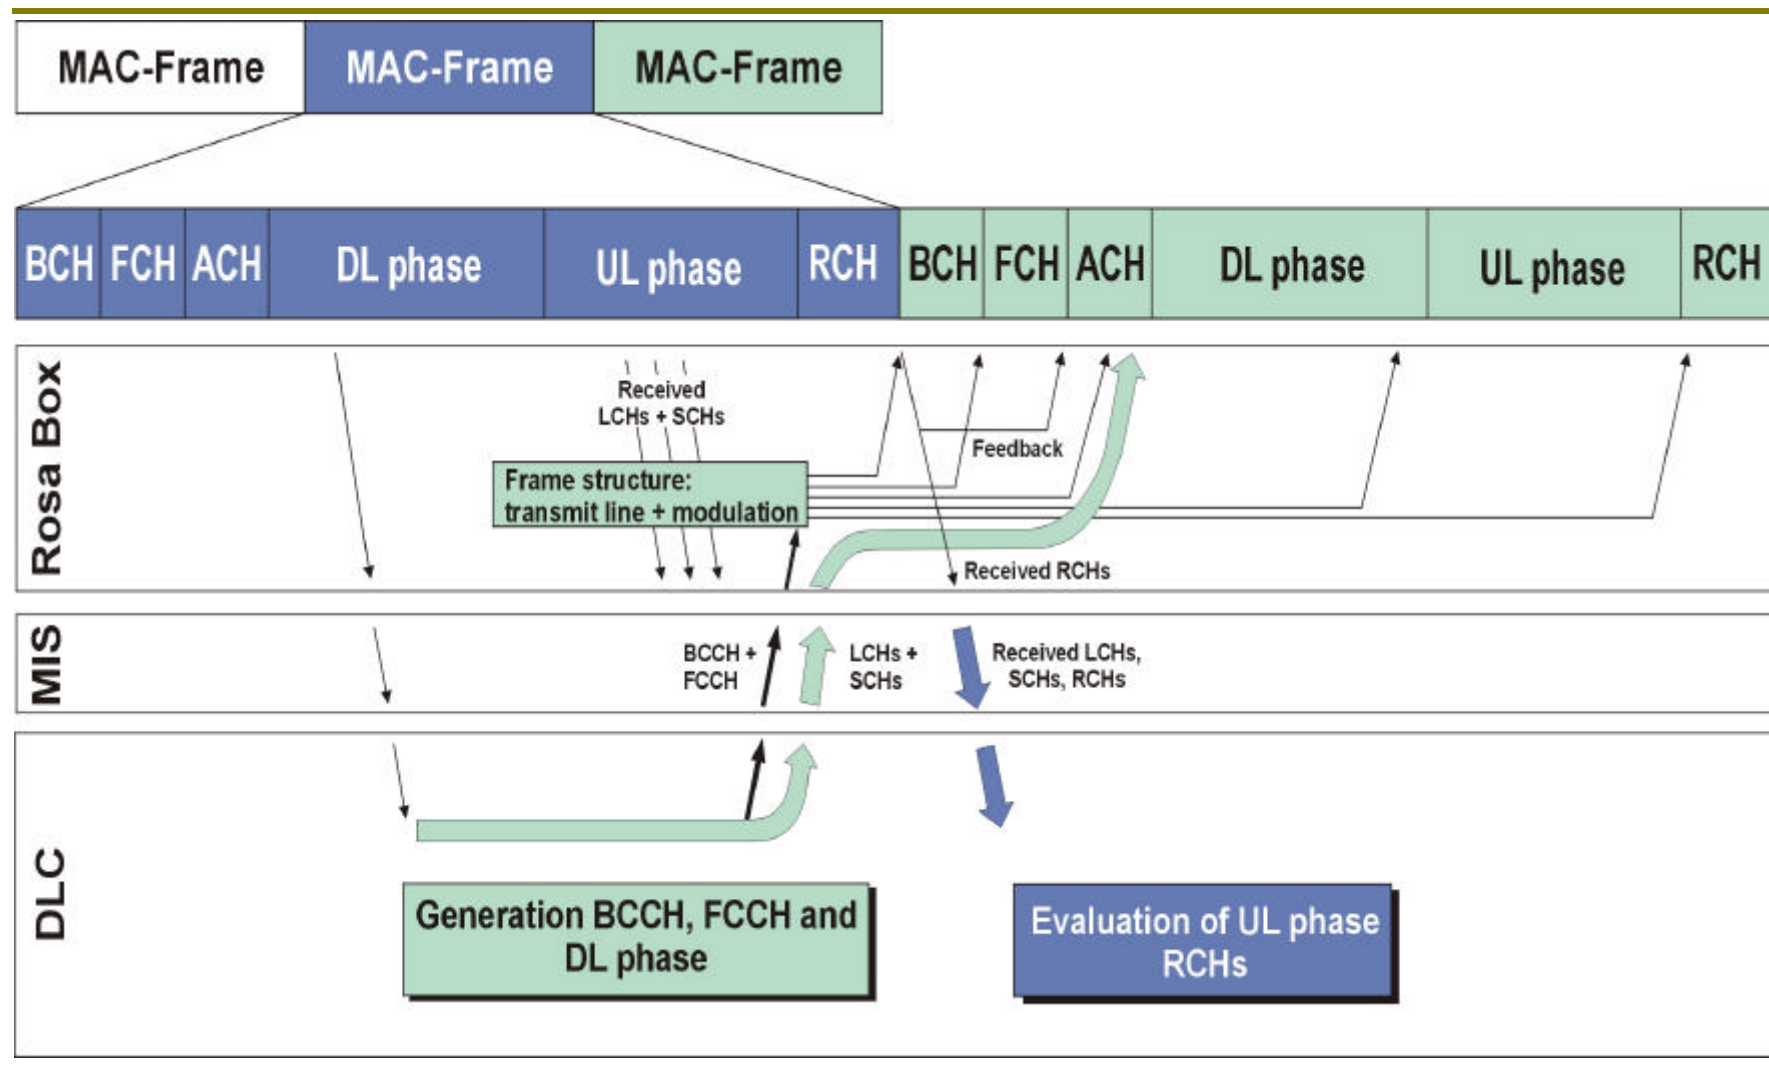 MAC-Frame MAC-Frame MAC-Frame
BCH FCH ACH DL phase UL phase RCH BCH FCH ACH DL phase UL phase RCH
Rosa Box
Received
LCHs + SCHs
Feedback
Frame structure:
transmit line + modulation
Received RCHs
MIS
BCCH +
FCCH
LCHs +
SCHs
Received LCHs,
SCHs, RCHs
DLC
Generation BCCH, FCCH and
DL phase
Evaluation of UL phase
RCHs